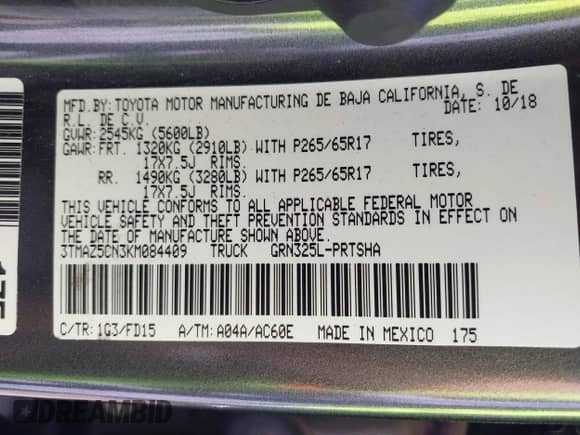 MFD.BY:TOYOTA MOTOR MANUFACTURING DE BAJA CALIFORNIA, S. DE
R.L. DE C.V. DATE: 10/18
GVWR:2545KG (5600LB)
GAWR:FRT. 1320KG (2910LB) WITH P265/65R17 TIRES,
17X7.5J RIMS.
RR. 1490KG (3280LB) WITH P265/65R17 TIRES,
17X7.5J RIMS.
THIS VEHICLE CONFORMS TO ALL APPLICABLE FEDERAL MOTOR
VEHICLE SAFETY AND THEFT PREVENTION STANDARDS IN EFFECT ON
THE DATE OF MANUFACTURE SHOWN ABOVE.
3TMAZ5CN3KM084409 TRUCK GRN325L-PRTSHA
C/TR: 1G3/FD15 A/TM: A04A/AC60E MADE IN MEXICO 175
175
DREAMBID